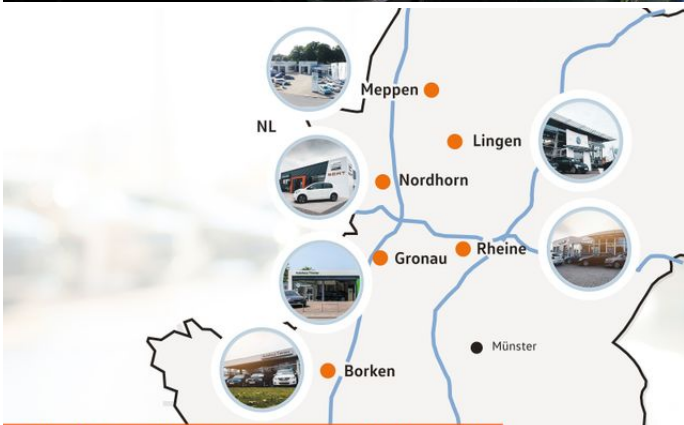 Meppen
NL
Lingen
Nordhorn
Rheine
Gronau
Münster
Borken